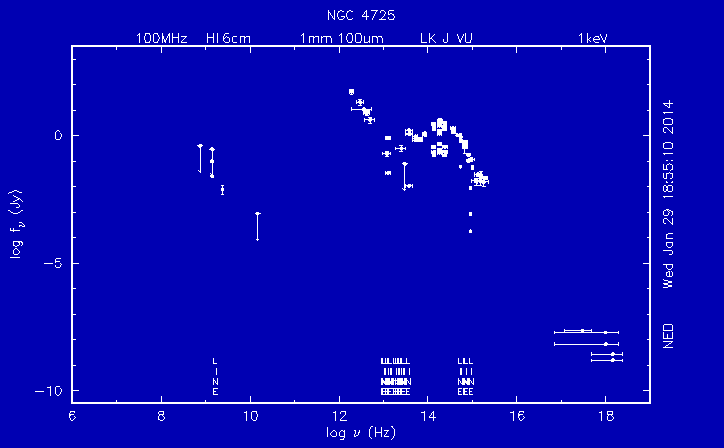 NGC 4725
100MHz HI 6cm 1mm 100um LK J VU 1keV
0
−5
−10
log fν (Jy)
6 8 10 12 14 16 18
log ν (Hz)
NED Wed Jan 29 18:55:10 2014
L
I
N
E